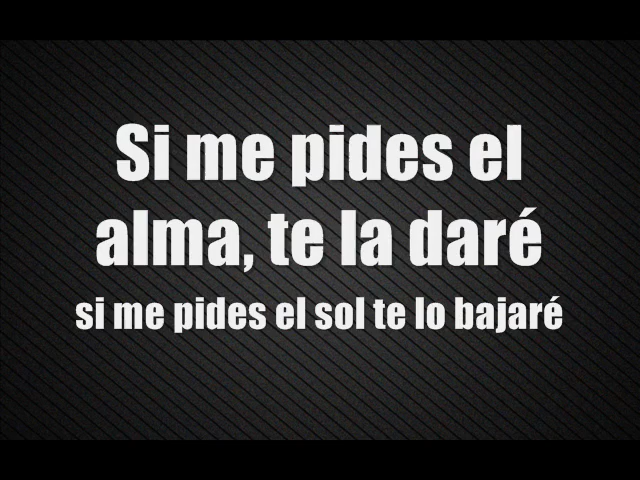 Si me pides el
alma, te la daré
si me pides el sol te lo bajaré